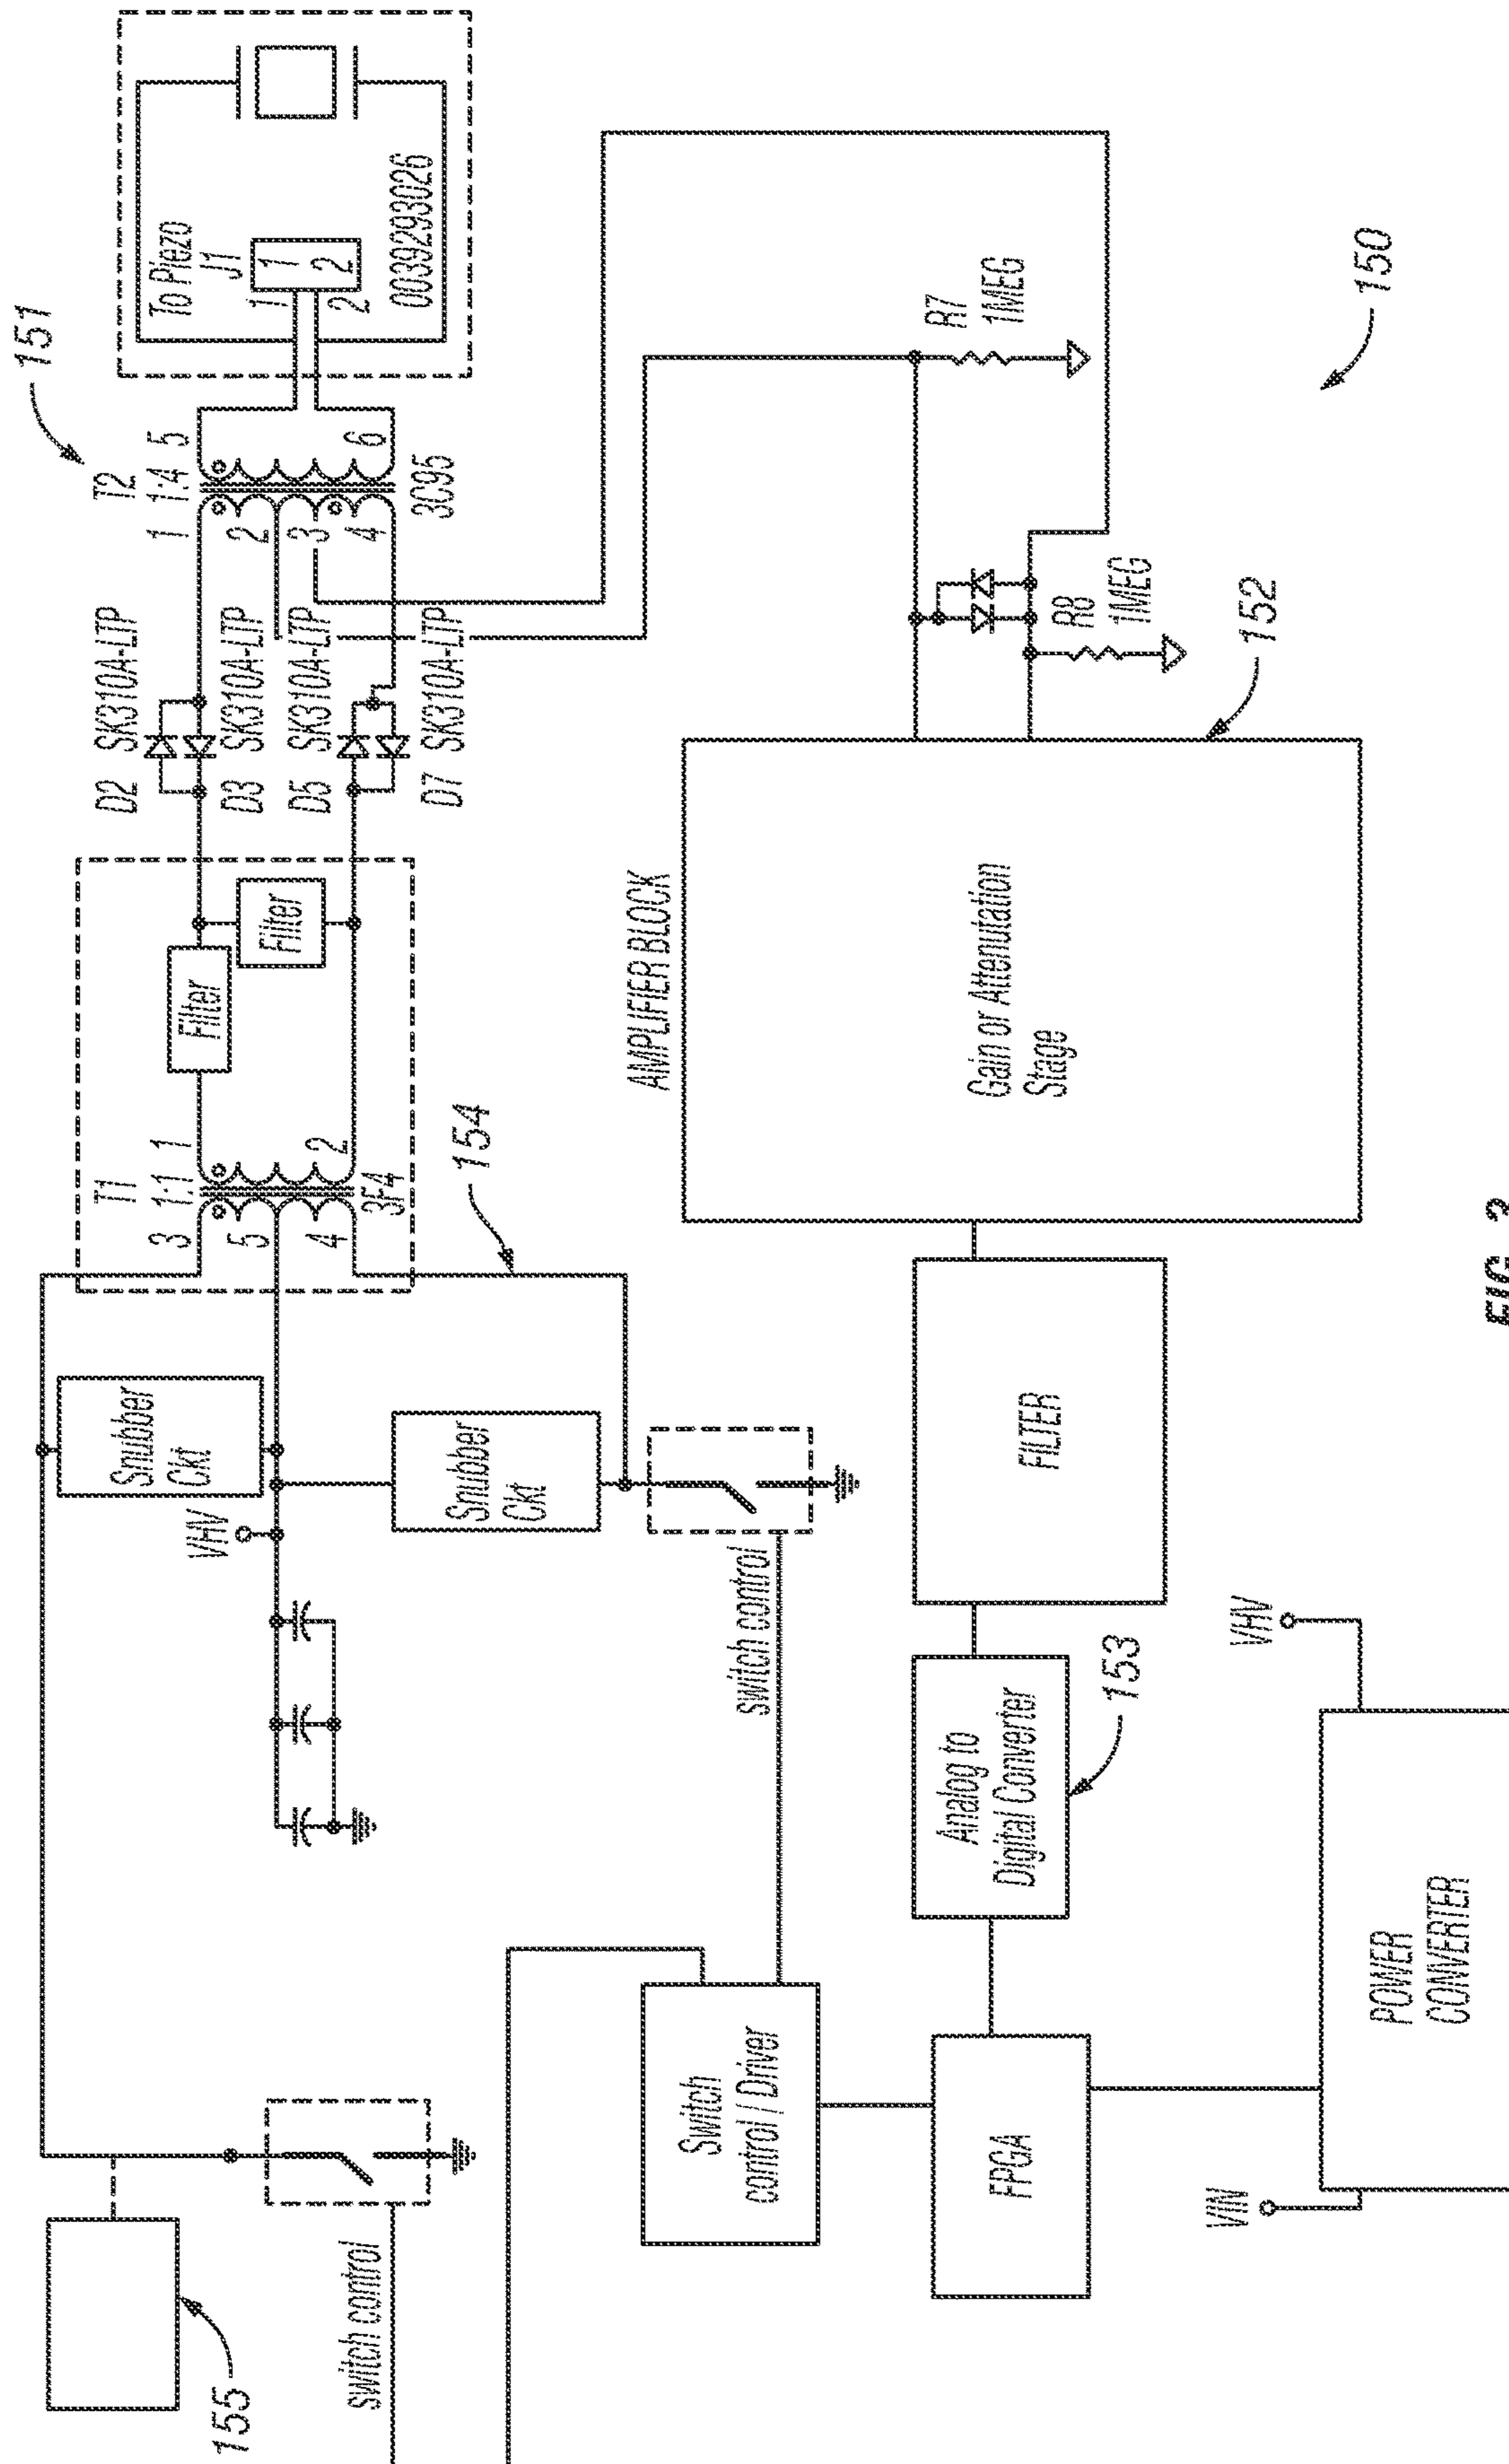 151
T2
1:4
1
5
2
3
4
6
3C95
To Piezo
J1
1
1
2
2
0039293026
D2
SK310A-LTP
D3
SK310A-LTP
D5
SK310A-LTP
D7
SK310A-LTP
T1
1:1
3
1
5
4
2
3F4
Filter
Filter
154
Snubber
Ckt
VHV
Snubber
Ckt
switch control
155
switch control
Switch
control / Driver
FPGA
Analog to
Digital Converter
153
FILTER
AMPLIFIER BLOCK
Gain or Attenutation
Stage
152
R7
1MEG
R8
1MEG
150
VIN
VHV
POWER
CONVERTER